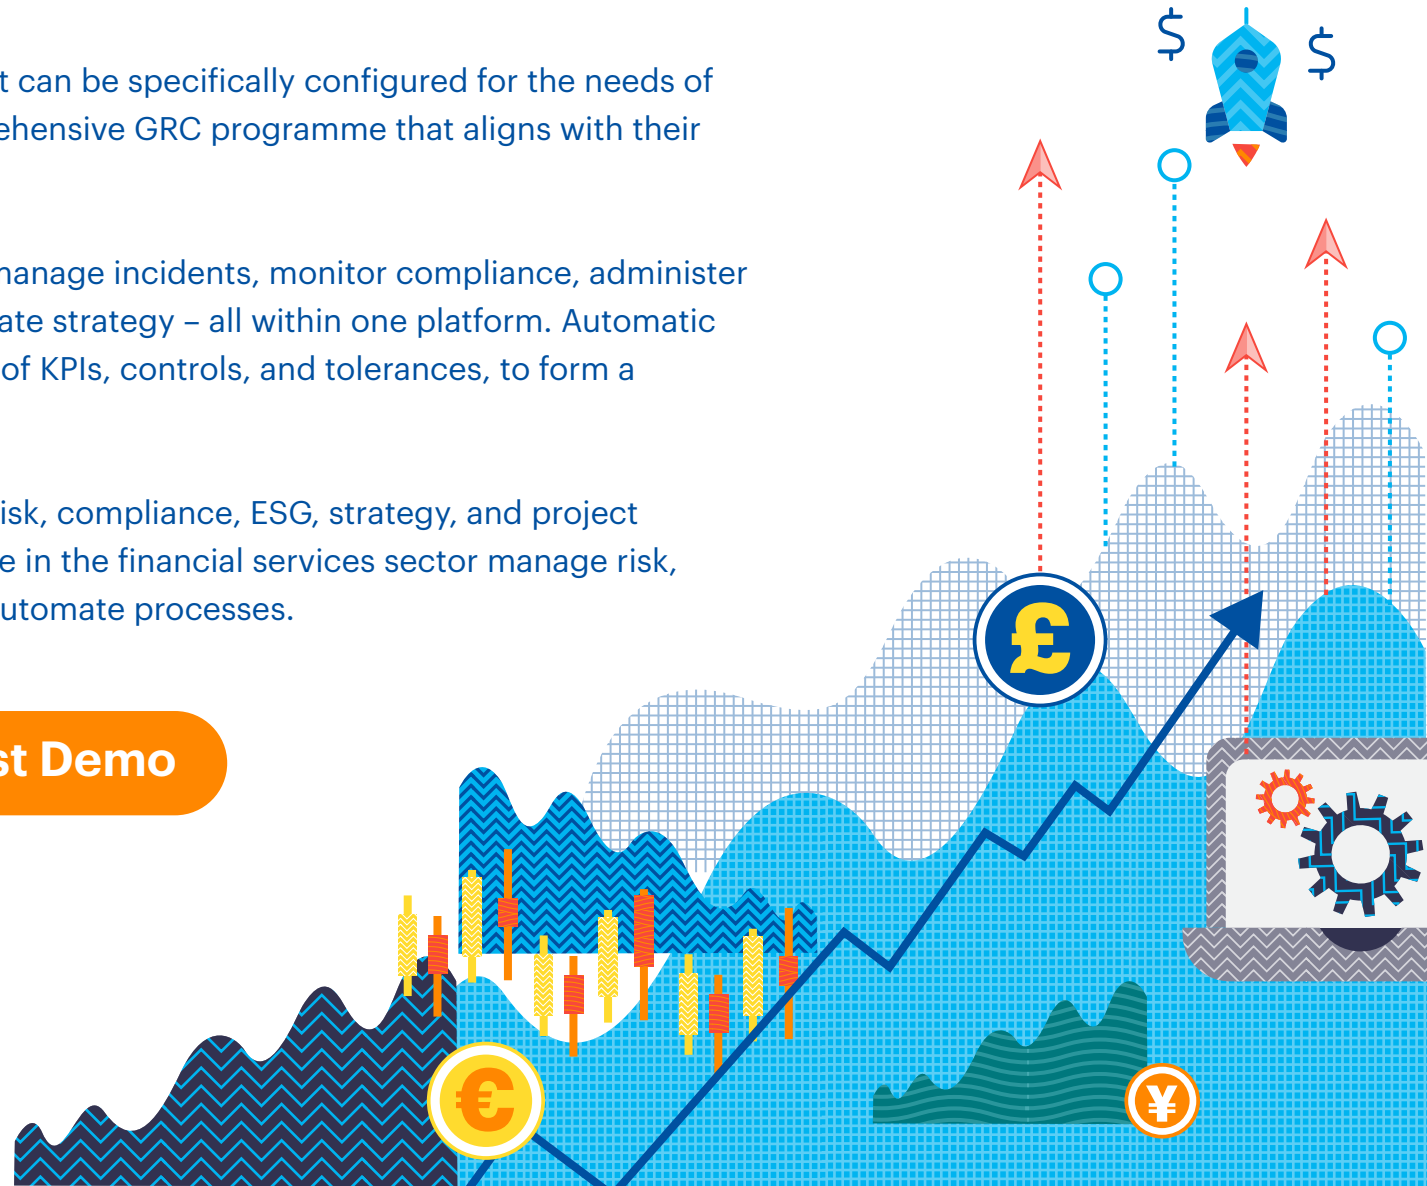 t can be specifically configured for the needs of
ehensive GRC programme that aligns with their
manage incidents, monitor compliance, administer
ate strategy – all within one platform. Automatic
of KPIs, controls, and tolerances, to form a
isk, compliance, ESG, strategy, and project
e in the financial services sector manage risk,
utomate processes.
st Demo
$
$
£
€
¥